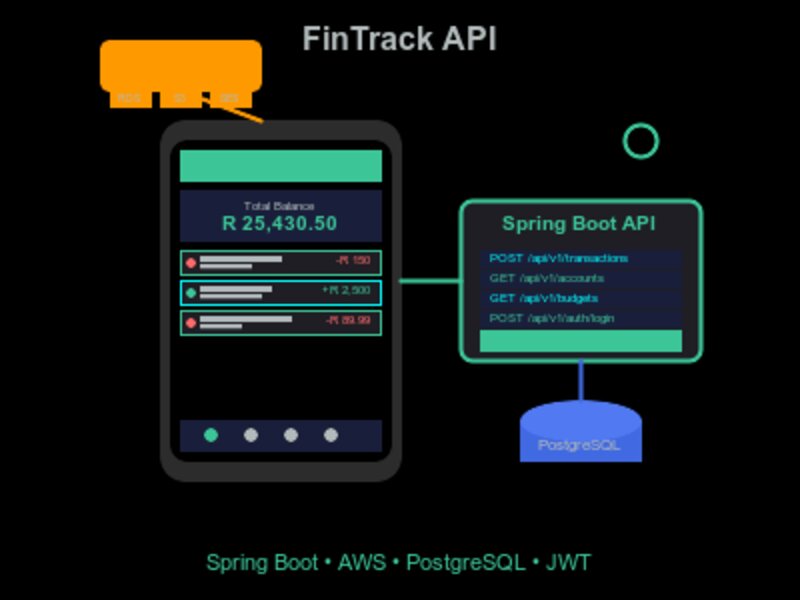 FinTrack API
RDS S3 SES
Total Balance
R 25,430.50
-R 150
+R 2,500
-R 89.99
Spring Boot API
POST /api/v1/transactions
GET /api/v1/accounts
GET /api/v1/budgets
POST /api/v1/auth/login
PostgreSQL
Spring Boot • AWS • PostgreSQL • JWT